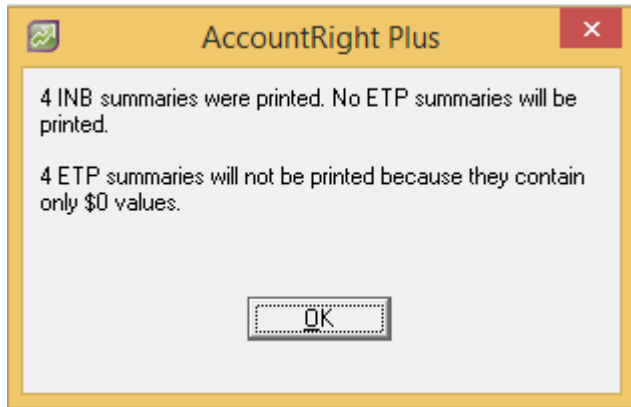 AccountRight Plus
4 INB summaries were printed. No ETP summaries will be
printed.
4 ETP summaries will not be printed because they contain
only $0 values.
OK